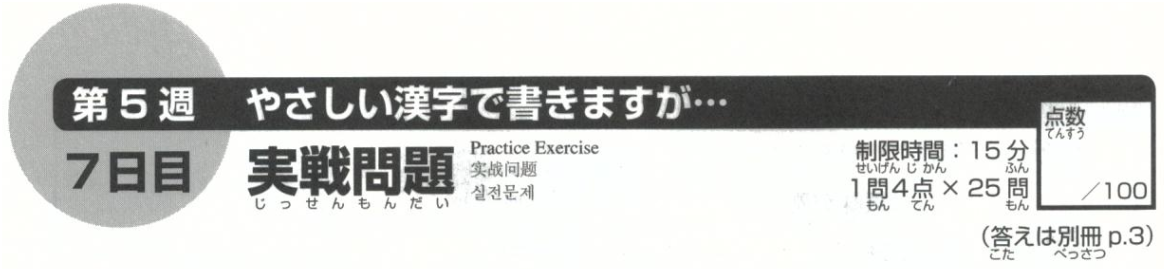 第5週 やさしい漢字で書きますが…
7日目 実戦問題
じっせんもんだい
Practice Exercise
实战问题
실전문제
制限時間：15分
せいげんじかん ふん
1問4点×25問
もん てん もん
点数
てんすう
/100
(答えは別冊 p.3)
こた べっさつ